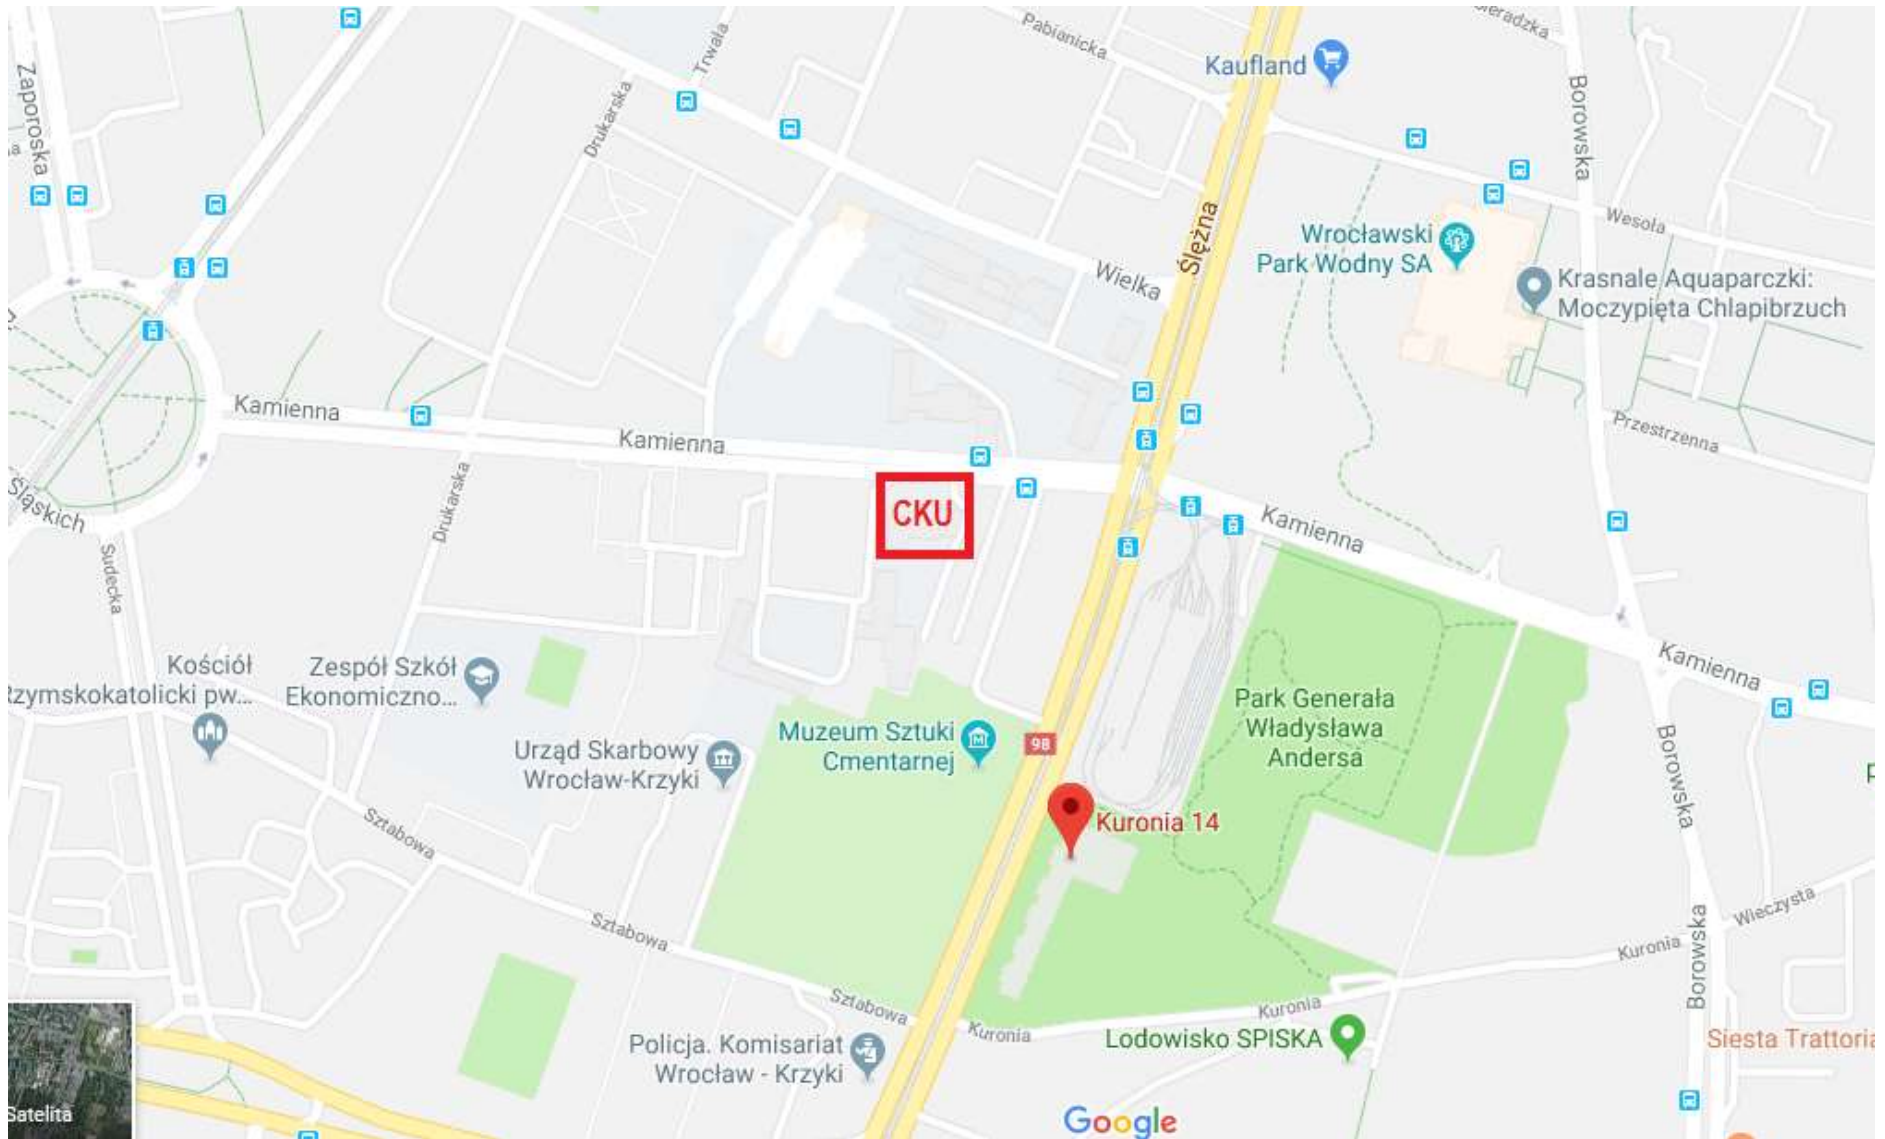 Pabianicka
Trwała
Kaufland
Zaporoska
Drukarska
Borowska
Ślężna
Wesoła
Wrocławski
Park Wodny SA
Wielka
Krasnale Aquaparczki:
Moczypięta Chlapibrzuch
Kamienna
Kamienna
Przestrzenna
Drukarska
Śląskich
CKU
Kamienna
Sudecka
Kościół
Rzymskokatolicki pw...
Zespół Szkół
Ekonomiczno...
Kamienna
Park Generała
Władysława
Andersa
Muzeum Sztuki
Cmentarnej
98
Urząd Skarbowy
Wrocław-Krzyki
Borowska
Kuronia 14
Sztabowa
Sztabowa
Wieczysta
Kuronia
Borowska
Sztabowa
Kuronia
Kuronia
Policja. Komisariat
Wrocław - Krzyki
Lodowisko SPISKA
Siesta Trattoria
Satelita
Google